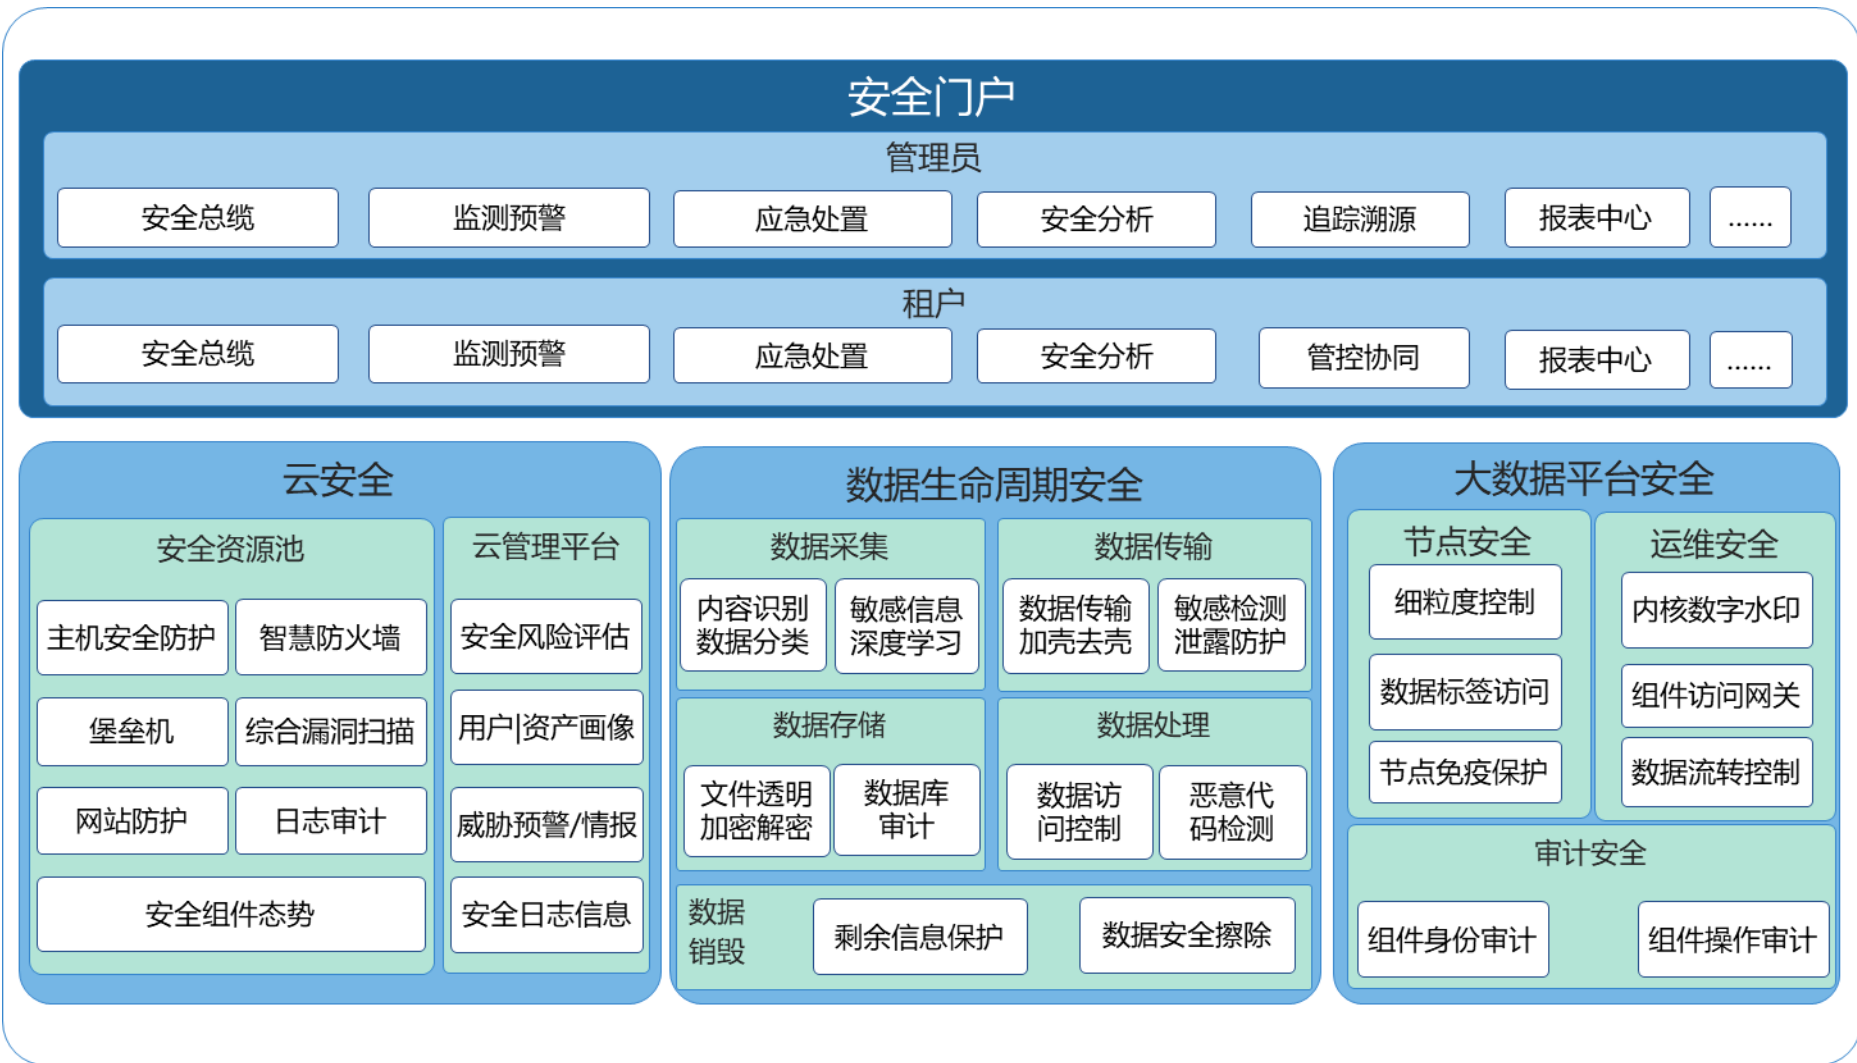 安全门户
管理员
安全总缆
监测预警
应急处置
安全分析
追踪溯源
报表中心
......
租户
安全总缆
监测预警
应急处置
安全分析
管控协同
报表中心
......
云安全
安全资源池
主机安全防护
智慧防火墙
堡垒机
综合漏洞扫描
网站防护
日志审计
安全组件态势
云管理平台
安全风险评估
用户|资产画像
威胁预警/情报
安全日志信息
数据生命周期安全
数据采集
内容识别
数据分类
敏感信息
深度学习
数据传输
数据传输
加壳去壳
敏感检测
泄露防护
数据存储
文件透明
加密解密
数据库
审计
数据处理
数据访
问控制
恶意代
码检测
数据
销毁
剩余信息保护
数据安全擦除
大数据平台安全
节点安全
细粒度控制
数据标签访问
节点免疫保护
运维安全
内核数字水印
组件访问网关
数据流转控制
审计安全
组件身份审计
组件操作审计